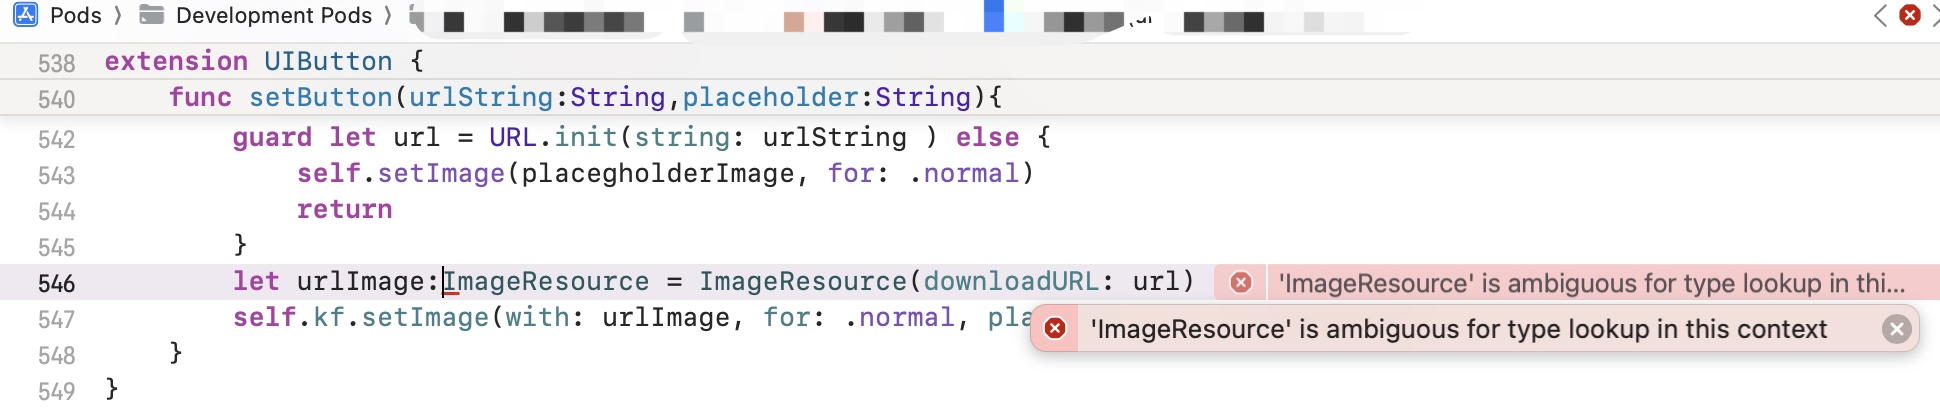 Pods 〉 Development Pods 〉
538 extension UIButton {
540 func setButton(urlString:String,placeholder:String){
542 guard let url = URL.init(string: urlString ) else {
543 self.setImage(placegholderImage, for: .normal)
544 return
545 }
546 let urlImage:ImageResource = ImageResource(downloadURL: url) 'ImageResource' is ambiguous for type lookup in thi...
547 self.kf.setImage(with: urlImage, for: .normal, pla
'ImageResource' is ambiguous for type lookup in this context
548 }
549 }